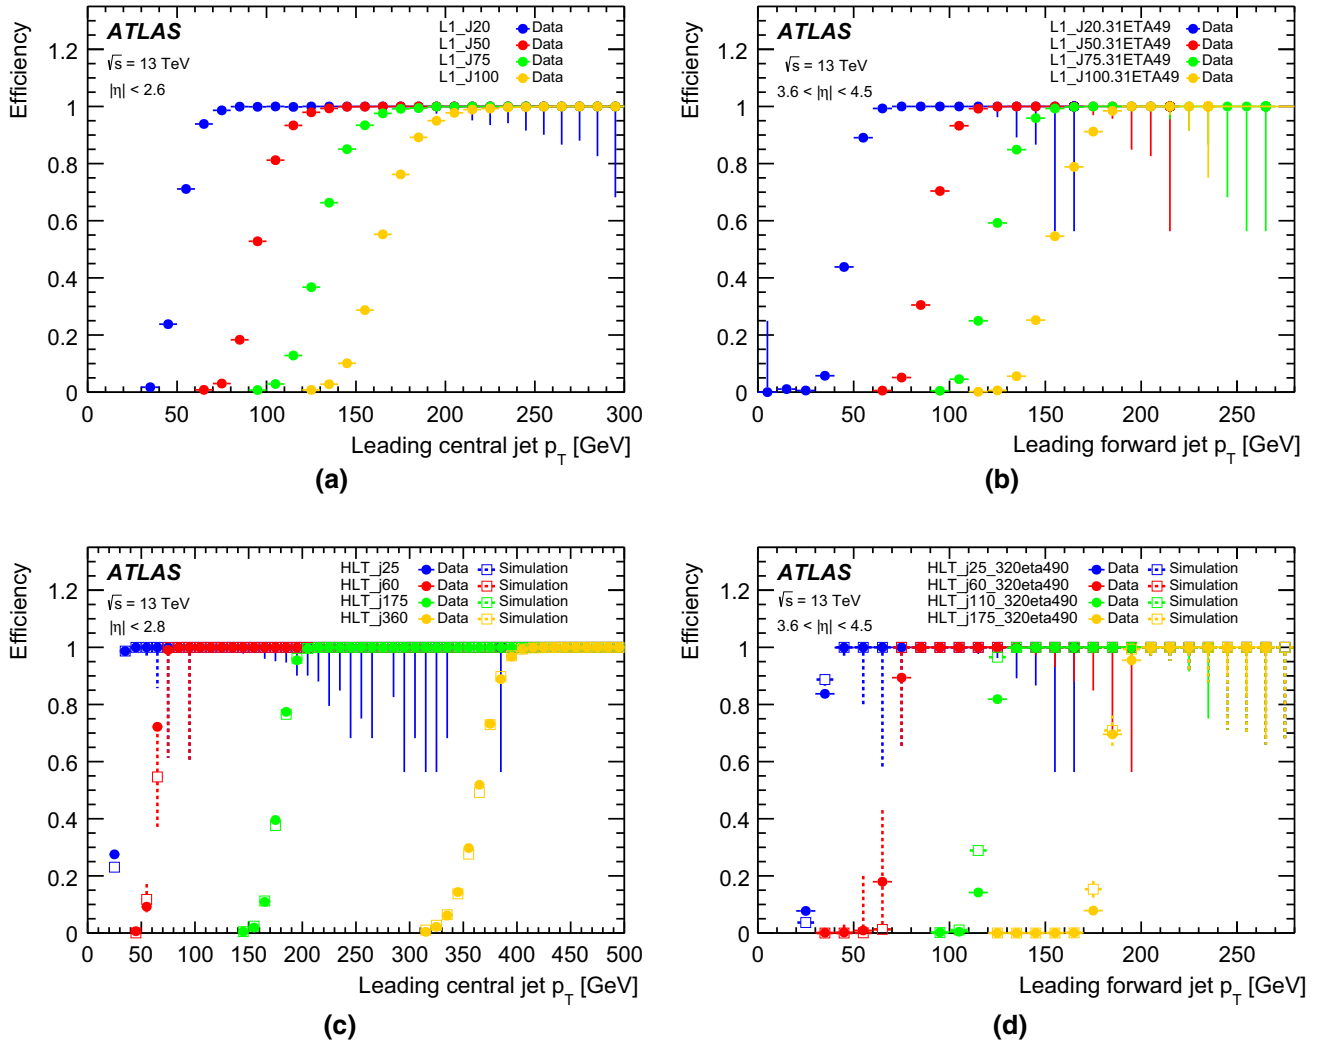 ATLAS
√s = 13 TeV
|η| < 2.6
L1_J20 Data
L1_J50 Data
L1_J75 Data
L1_J100 Data
Efficiency
1.2
1
0.8
0.6
0.4
0.2
0
0 50 100 150 200 250 300
Leading central jet p_T [GeV]
(a)
ATLAS
√s = 13 TeV
3.6 < |η| < 4.5
L1_J20.31ETA49 Data
L1_J50.31ETA49 Data
L1_J75.31ETA49 Data
L1_J100.31ETA49 Data
Efficiency
1.2
1
0.8
0.6
0.4
0.2
0
0 50 100 150 200 250
Leading forward jet p_T [GeV]
(b)
ATLAS
√s = 13 TeV
|η| < 2.8
HLT_j25 Data Simulation
HLT_j60 Data Simulation
HLT_j175 Data Simulation
HLT_j360 Data Simulation
Efficiency
1.2
1
0.8
0.6
0.4
0.2
0
0 50 100 150 200 250 300 350 400 450 500
Leading central jet p_T [GeV]
(c)
ATLAS
√s = 13 TeV
3.6 < |η| < 4.5
HLT_j25_320eta490 Data Simulation
HLT_j60_320eta490 Data Simulation
HLT_j110_320eta490 Data Simulation
HLT_j175_320eta490 Data Simulation
Efficiency
1.2
1
0.8
0.6
0.4
0.2
0
0 50 100 150 200 250
Leading forward jet p_T [GeV]
(d)